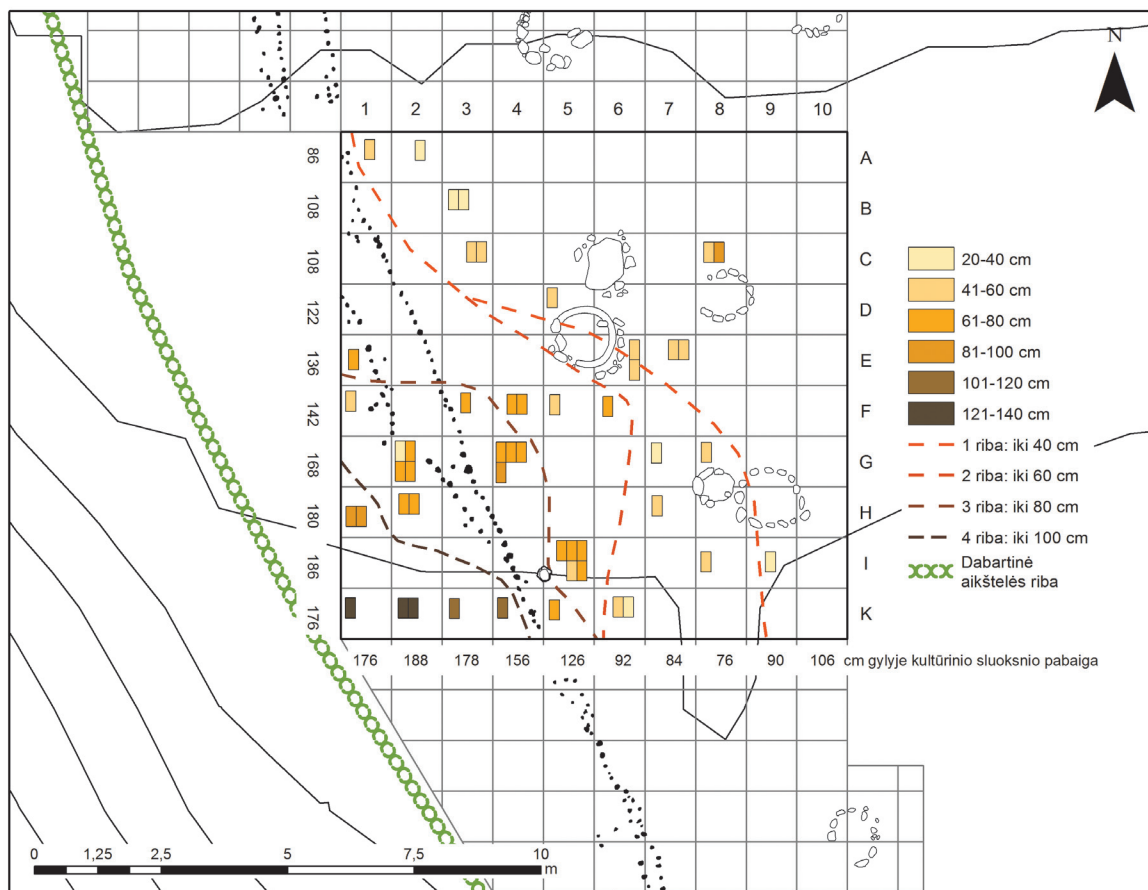 N
1 2 3 4 5 6 7 8 9 10
86 A
108 B
108 C
122 D
136 E
142 F
168 G
180 H
186 I
176 K
176 188 178 156 126 92 84 76 90 106 cm gylyje kultūrinio sluoksnio pabaiga
20-40 cm
41-60 cm
61-80 cm
81-100 cm
101-120 cm
121-140 cm
1 riba: iki 40 cm
2 riba: iki 60 cm
3 riba: iki 80 cm
4 riba: iki 100 cm
Dabartinė
aikštelės riba
0 1,25 2,5 5 7,5 10
m